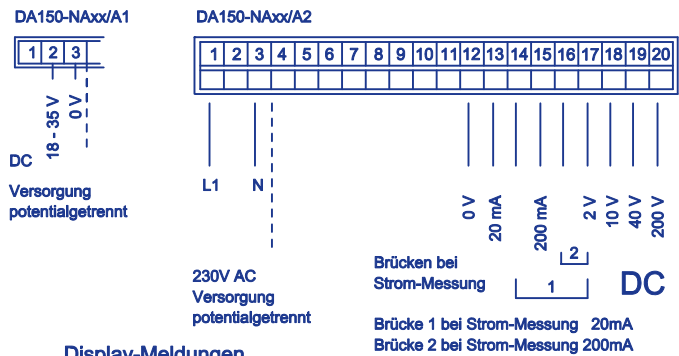 DA150-NAxx/A1
1 2 3
18 - 35 V
0 V
DC
Versorgung
potentialgetrennt
DA150-NAxx/A2
1 2 3 4 5 6 7 8 9 10 11 12 13 14 15 16 17 18 19 20
L1 N
230V AC
Versorgung
potentialgetrennt
0 V
20 mA
200 mA
2 V
10 V
40 V
200 V
Brücken bei
Strom-Messung
2
1
DC
Brücke 1 bei Strom-Messung 20mA
Brücke 2 bei Strom-Messung 200mA
Display-Meldungen